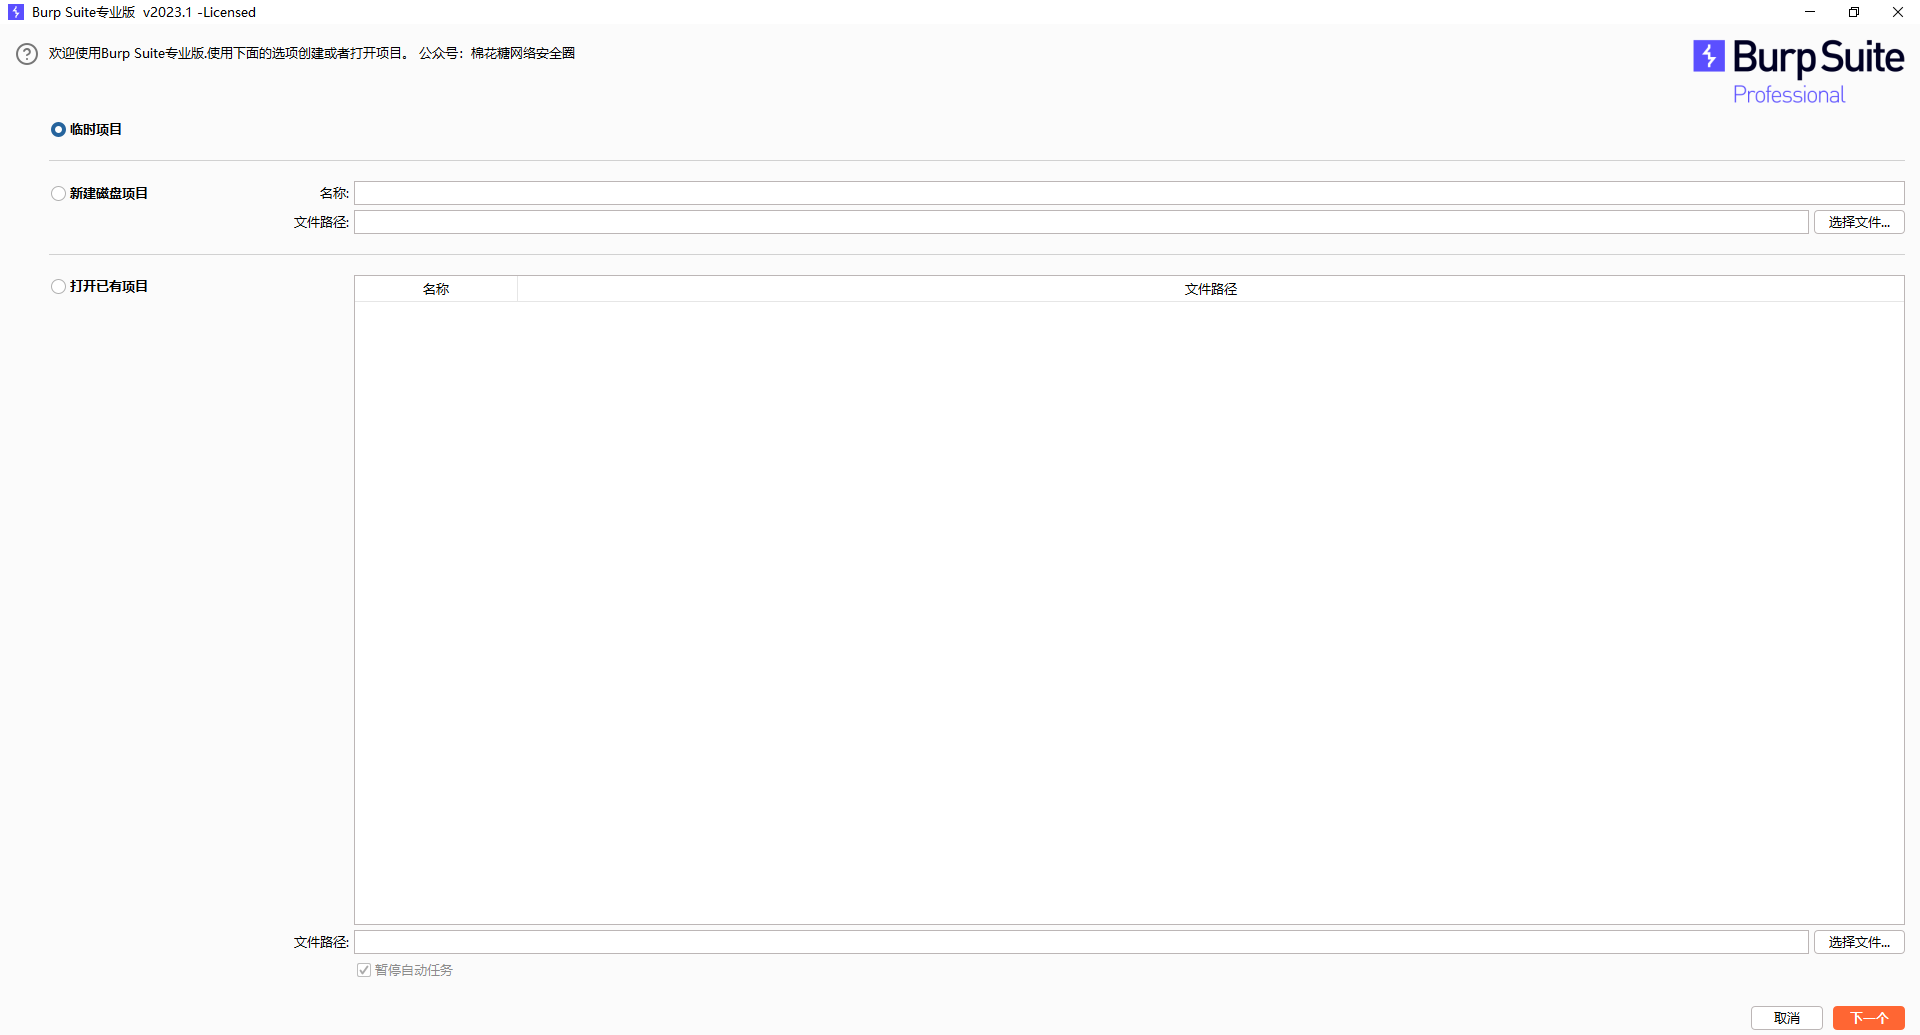 Burp Suite专业版 v2023.1 -Licensed
欢迎使用Burp Suite专业版.使用下面的选项创建或者打开项目。 公众号：棉花糖网络安全圈
Burp Suite
Professional
临时项目
新建磁盘项目
名称:
文件路径:
选择文件...
打开已有项目
名称
文件路径
文件路径:
选择文件...
暂停自动任务
取消
下一个